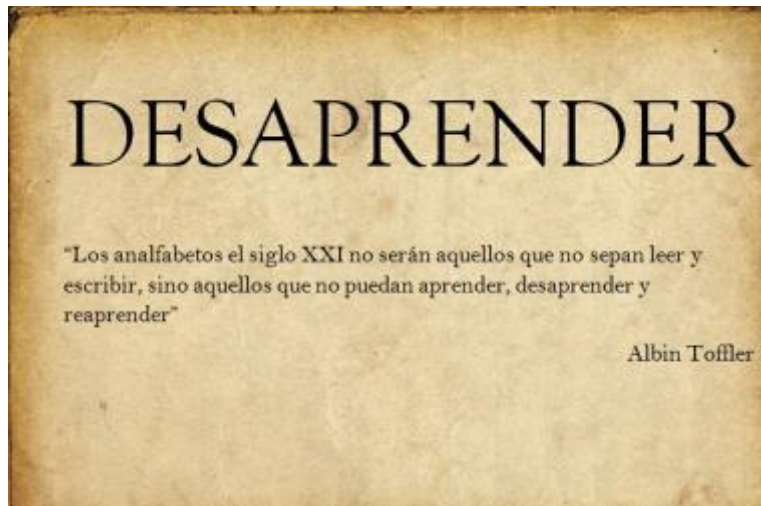 DESAPRENDER
“Los analfabetos el siglo XXI no serán aquellos que no sepan leer y
escribir, sino aquellos que no puedan aprender, desaprender y
reaprender”
Albin Toffler